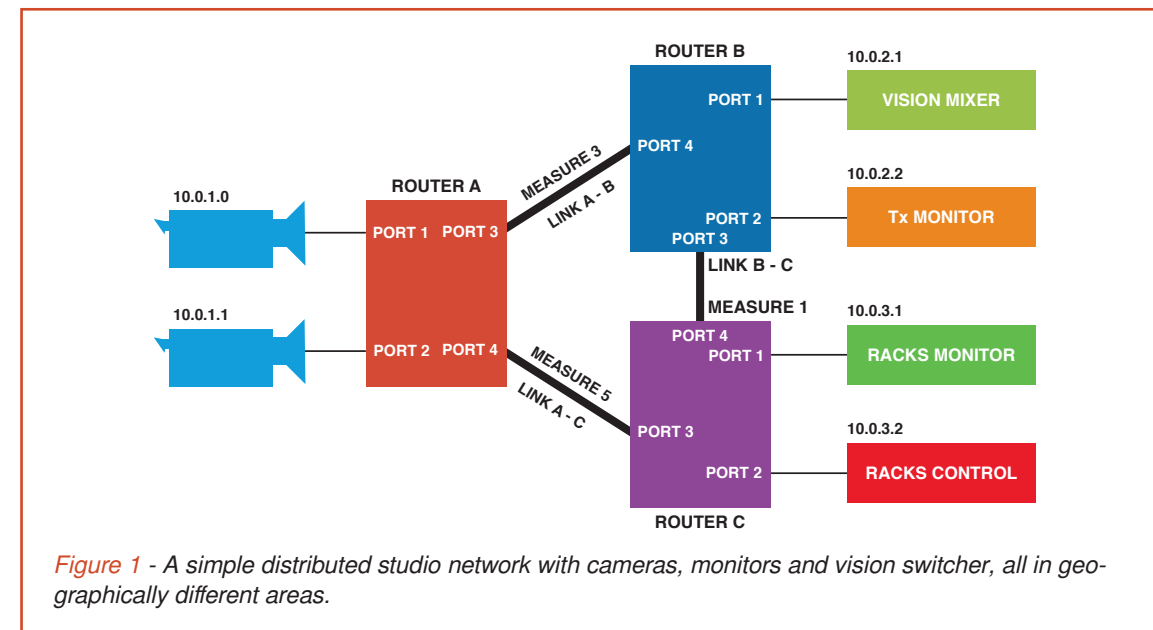 ROUTER B
10.0.2.1
PORT 1
VISION MIXER
PORT 4
MEASURE 3
LINK A - B
10.0.2.2
PORT 2
Tx MONITOR
PORT 3
ROUTER A
10.0.1.0
PORT 1
PORT 3
LINK B - C
MEASURE 1
10.0.1.1
PORT 2
PORT 4
MEASURE 5
LINK A - C
PORT 4
10.0.3.1
PORT 1
RACKS MONITOR
PORT 3
10.0.3.2
PORT 2
RACKS CONTROL
ROUTER C
Figure 1 - A simple distributed studio network with cameras, monitors and vision switcher, all in geo-
graphically different areas.